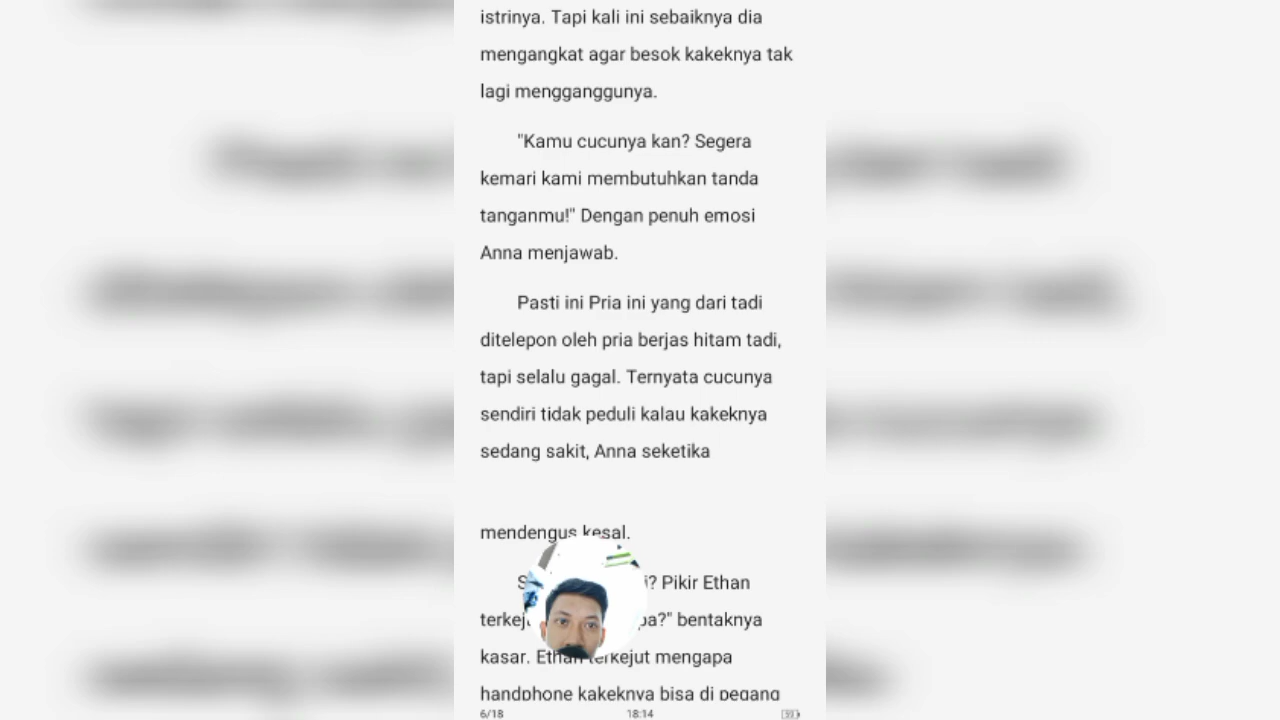 istrinya. Tapi kali ini sebaiknya dia
mengangkat agar besok kakeknya tak
lagi mengganggunya.
"Kamu cucunya kan? Segera
kemari kami membutuhkan tanda
tanganmu!" Dengan penuh emosi
Anna menjawab.
Pasti ini Pria ini yang dari tadi
ditelepon oleh pria berjas hitam tadi,
tapi selalu gagal. Ternyata cucunya
sendiri tidak peduli kalau kakeknya
sedang sakit, Anna seketika
mendengus kesal.
Pikir Ethan
bentaknya
kasar. Ethan terkejut mengapa
handphone kakeknya bisa di pegang
6/18
18:14
59